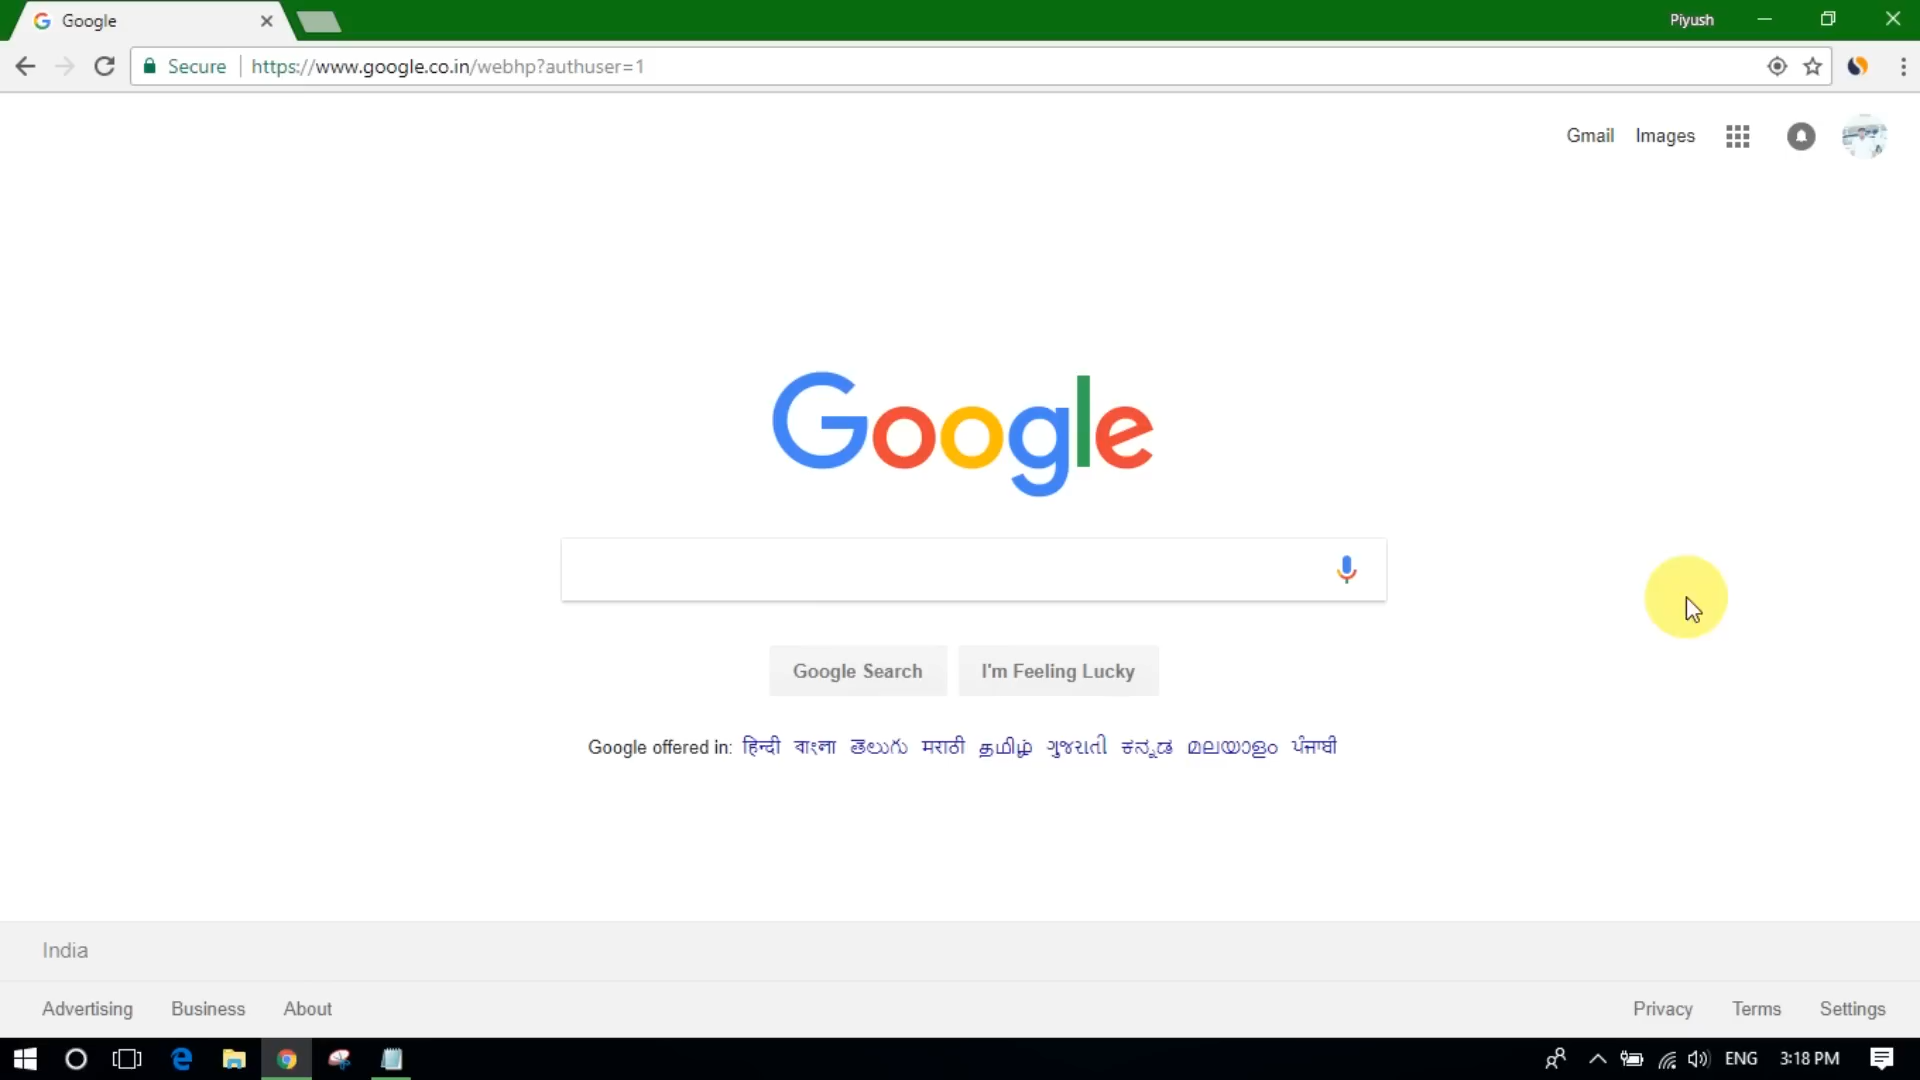 Google
Piyush
Secure https://www.google.co.in/webhp?authuser=1
Gmail Images
Google
Google Search I'm Feeling Lucky
Google offered in: हिन्दी বাংলা తెలుగు मराठी தமிழ் ગુજરાતી ಕನ್ನಡ മലയാളം ਪੰਜਾਬੀ
India
Advertising Business About Privacy Terms Settings
ENG 3:18 PM